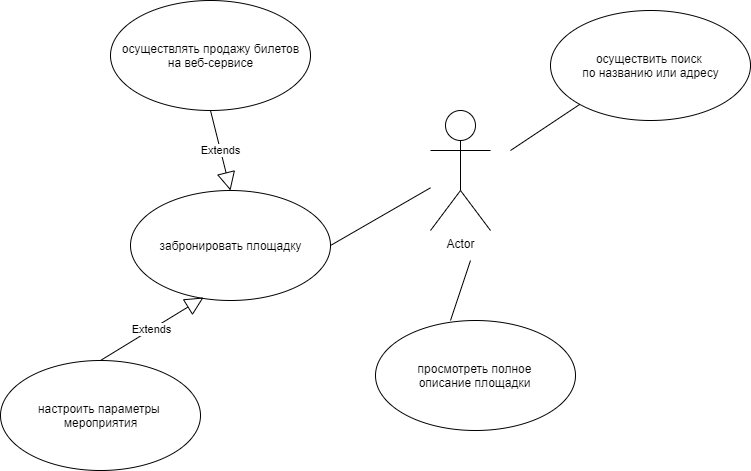 осуществлять продажу билетов
на веб-сервисе
осуществить поиск
по названию или адресу
Extends
забронировать площадку
Actor
Extends
просмотреть полное
описание площадки
настроить параметры
мероприятия